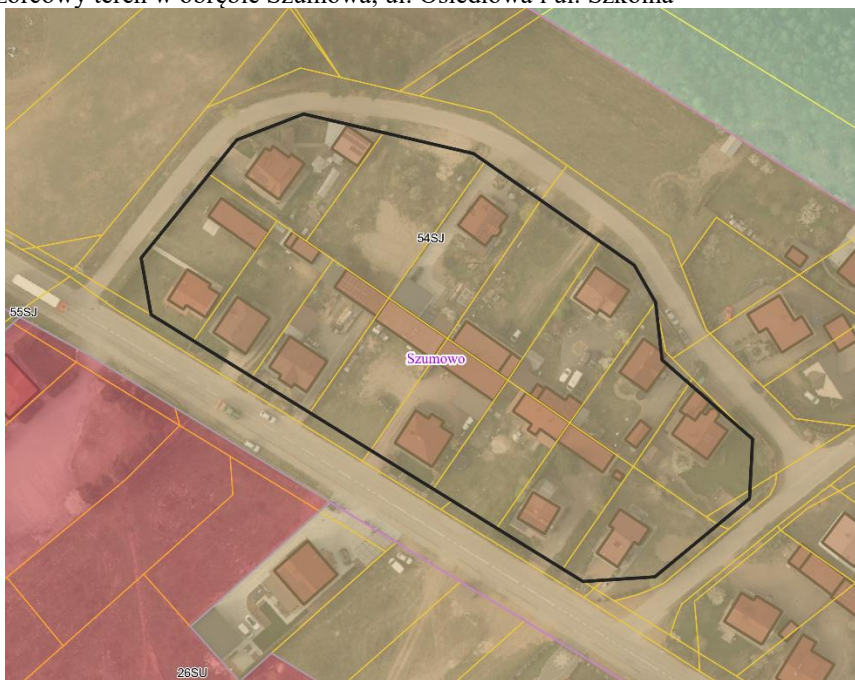 teren w obrębie Szumowa, ul. Osiedlowa i ul. Szkolna
54SJ
55SJ
Szumowo
26SU